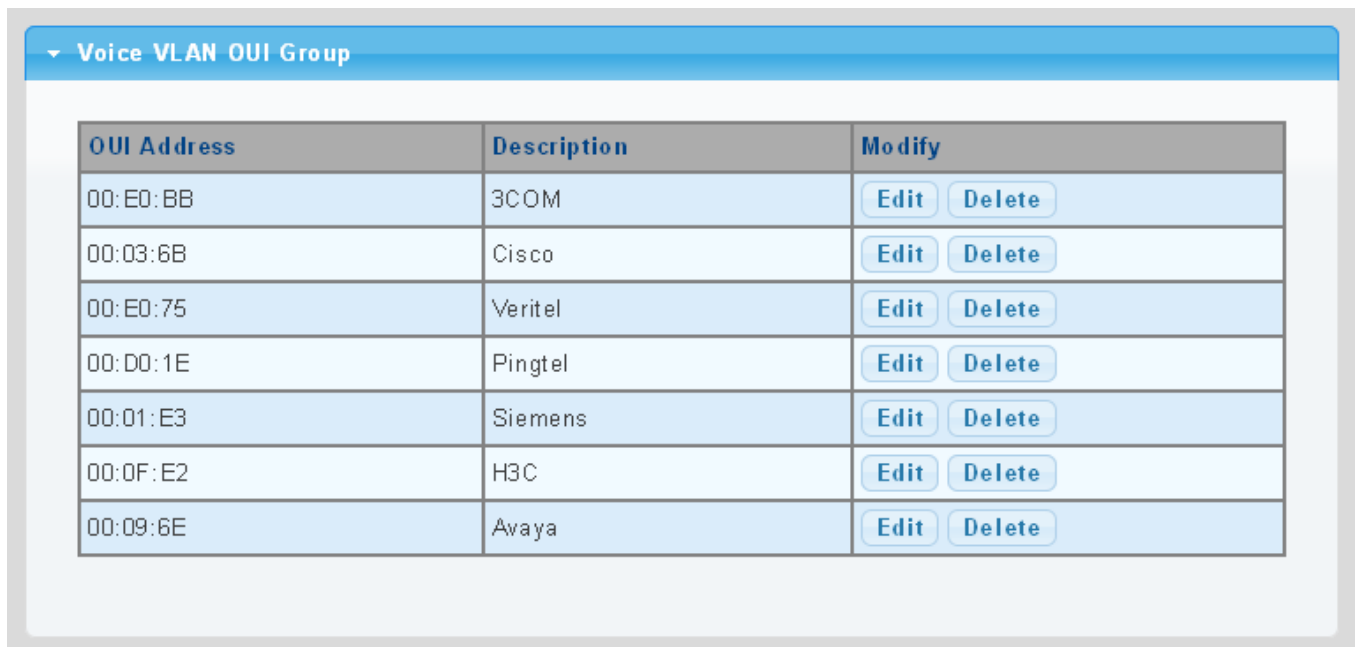 Voice VLAN OUI Group
OUI Address Description Modify
00:E0:BB 3COM Edit Delete
00:03:6B Cisco Edit Delete
00:E0:75 Veritel Edit Delete
00:D0:1E Pingtel Edit Delete
00:01:E3 Siemens Edit Delete
00:0F:E2 H3C Edit Delete
00:09:6E Avaya Edit Delete